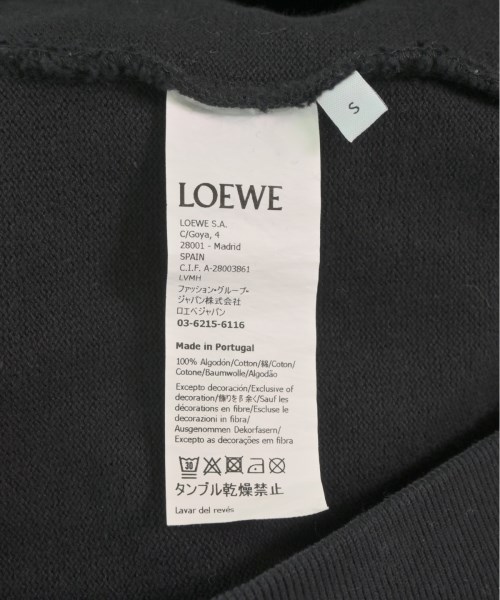 S
LOEWE
LOEWE S.A.
C/Goya, 4
28001 - Madrid
SPAIN
C.I.F. A-28003861
LVMH
ファッション・グループ・
ジャパン株式会社
ロエベジャパン
03-6215-6116
Made in Portugal
100% Algodón/Cotton/綿/Coton/
Cotone/Baumwolle/Algodão
Excepto decoración/Exclusive of
decoration/飾りを除く/Sauf les
décorations en fibre/Escluse le
decorazioni in fibra/
Ausgenommen Dekorfasern/
Excepto as decorações em fibra
30
タンブル乾燥禁止
Lavar del revés